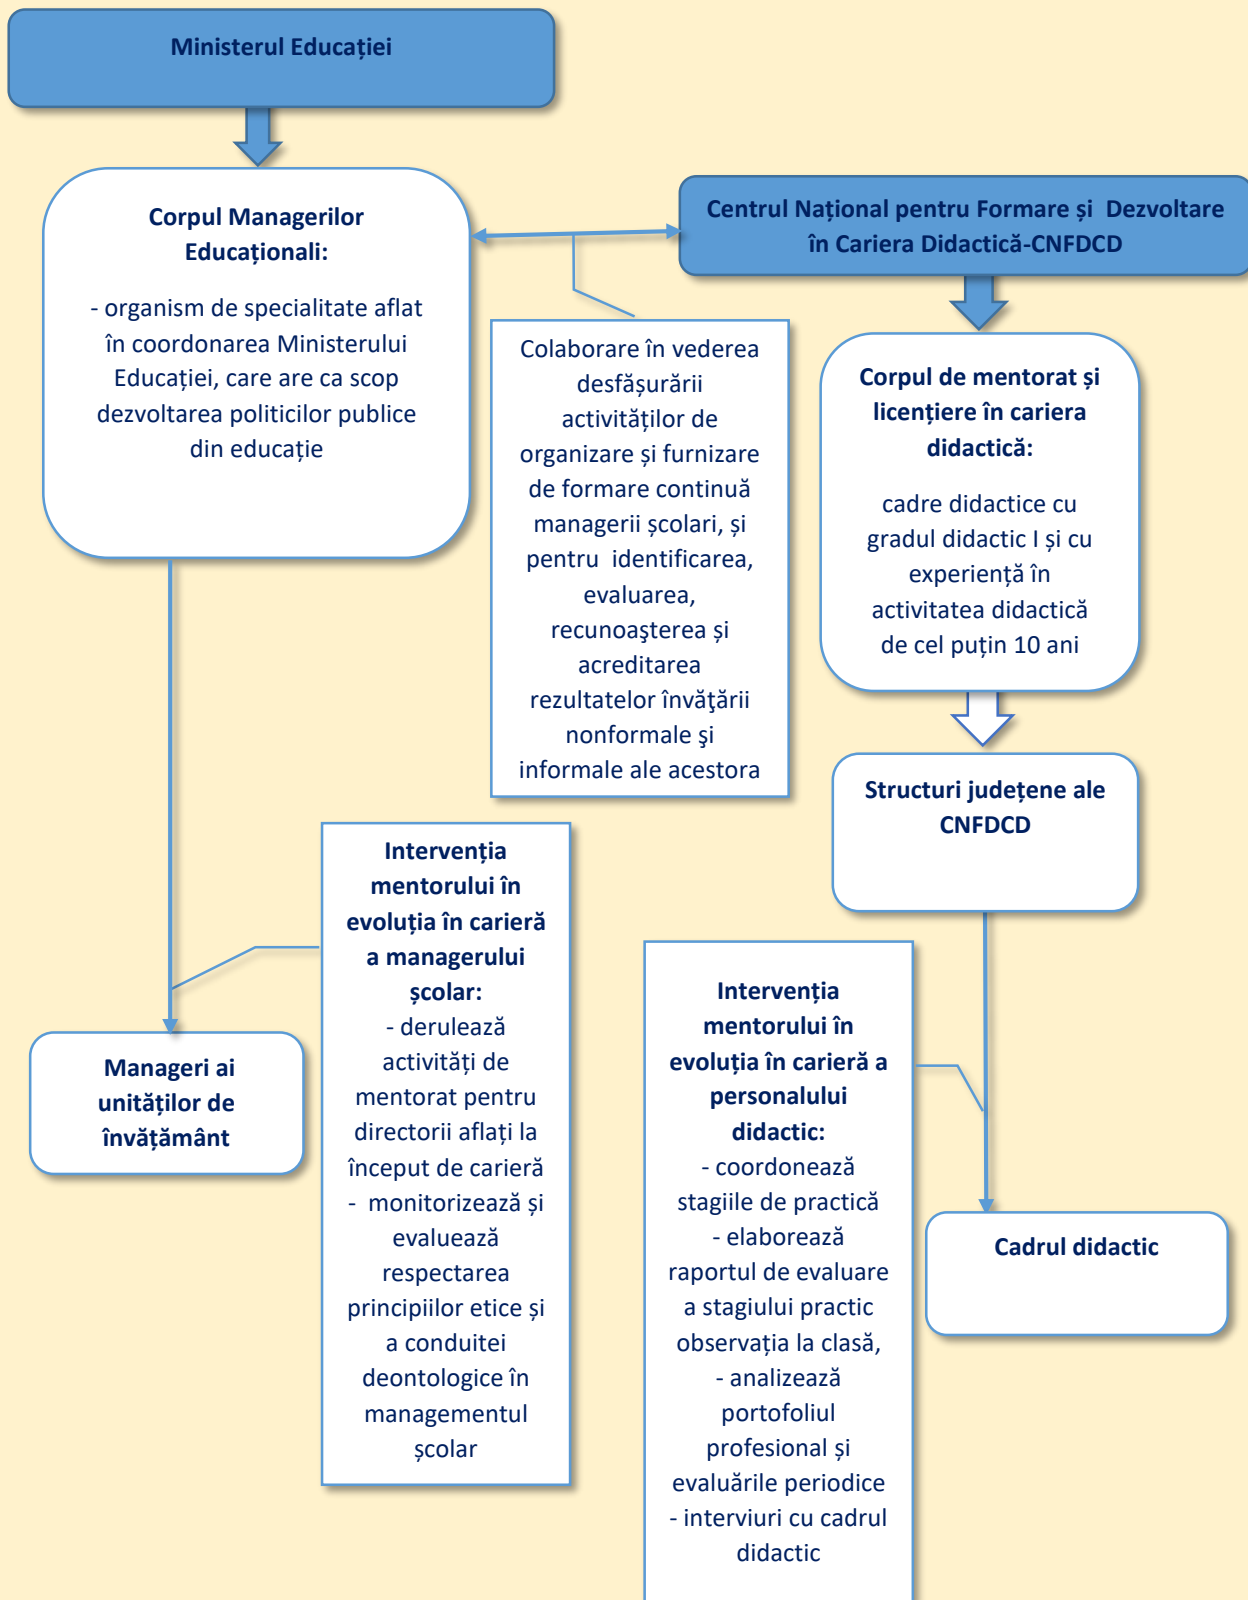 Ministerul Educației
Corpul Managerilor
Educaționali:
- organism de specialitate aflat
în coordonarea Ministerului
Educației, care are ca scop
dezvoltarea politicilor publice
din educație
Centrul Național pentru Formare și Dezvoltare
în Cariera Didactică-CNFDCD
Colaborare în vederea
desfășurării
activităților de
organizare și furnizare
de formare continuă
managerii școlari, și
pentru identificarea,
evaluarea,
recunoaşterea și
acreditarea
rezultatelor învăţării
nonformale şi
informale ale acestora
Corpul de mentorat și
licențiere în cariera
didactică:
cadre didactice cu
gradul didactic I și cu
experiență în
activitatea didactică
de cel puțin 10 ani
Structuri județene ale
CNFDCD
Intervenția
mentorului în
evoluția în carieră
a managerului
școlar:
- derulează
activități de
mentorat pentru
directorii aflați la
început de carieră
- monitorizează și
evaluează
respectarea
principiilor etice și
a conduitei
deontologice în
managementul
școlar
Manageri ai
unităților de
învățământ
Intervenția
mentorului în
evoluția în carieră a
personalului
didactic:
- coordonează
stagiile de practică
- elaborează
raportul de evaluare
a stagiului practic
observația la clasă,
- analizează
portofoliul
profesional și
evaluările periodice
- interviuri cu cadrul
didactic
Cadrul didactic